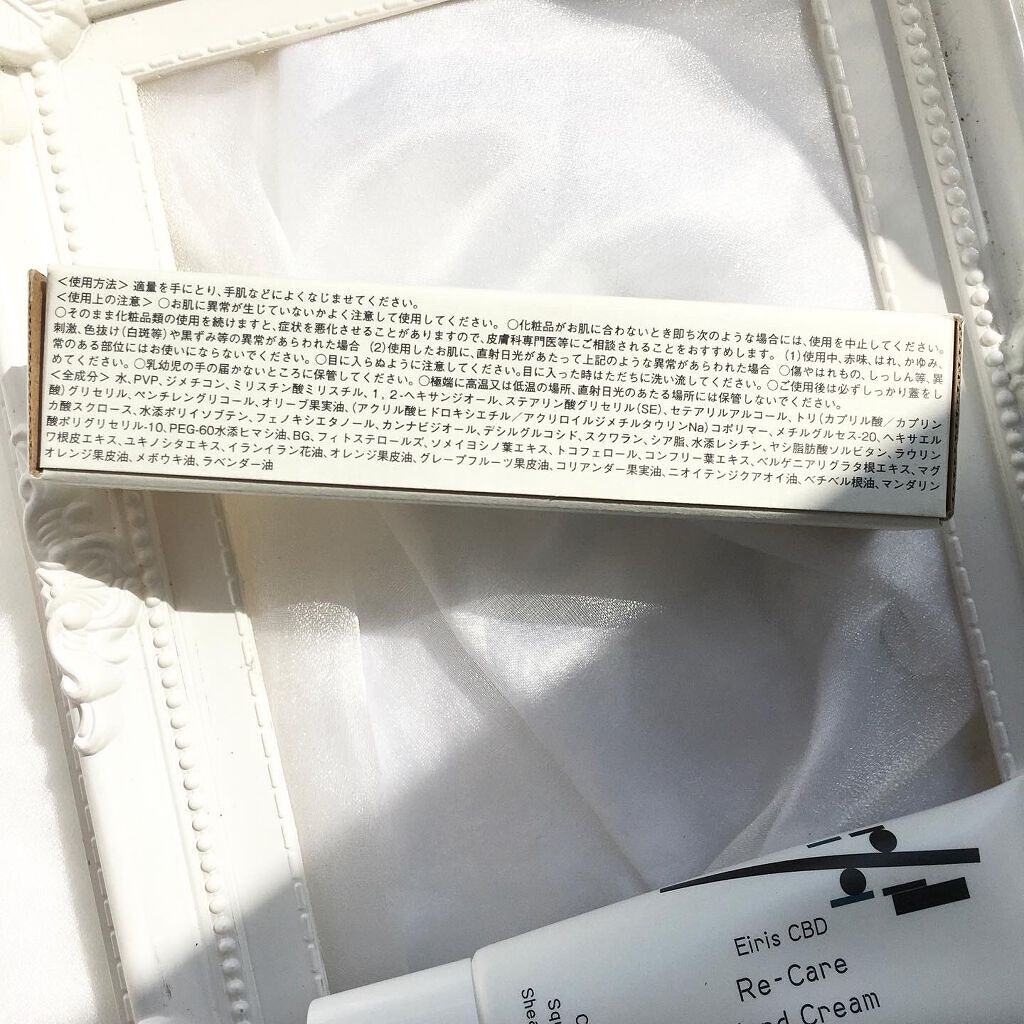 ＜使用方法＞ 適量を手にとり、手肌などによくなじませてください。
＜使用上の注意＞ ○お肌に異常が生じていないかよく注意して使用してください。 ○化粧品がお肌に合わないとき即ち次のような場合には、使用を中止してください。
○そのまま化粧品類の使用を続けますと、症状を悪化させることがありますので、皮膚科専門医等にご相談されることをおすすめします。 (1)使用中、赤味、はれ、かゆみ、
刺激、色抜け(白斑等)や黒ずみ等の異常があらわれた場合 (2)使用したお肌に、直射日光があたって上記のような異常があらわれた場合 ○傷やはれもの、しっしん等、異
常のある部位にはお使いにならないでください。○目に入らぬように注意してください。目に入った時はただちに洗い流してください。○ご使用後は必ずしっかり蓋をし
めてください。○乳幼児の手の届かないところに保管してください。○極端に高温又は低温の場所、直射日光のあたる場所には保管しないでください。
＜全成分＞ 水、PVP、ジメチコン、ミリスチン酸ミリスチル、1，2-ヘキサンジオール、ステアリン酸グリセリル(SE)、セテアリルアルコール、トリ(カプリル酸／カプリン
酸)グリセリル、ペンチレングリコール、オリーブ果実油、(アクリル酸ヒドロキシエチル／アクリロイルジメチルタウリンNa)コポリマー、メチルグルセス-20、ヘキサエル
カ酸スクロース、水添ポリイソブテン、フェノキシエタノール、カンナビジオール、デシルグルコシド、スクワラン、シア脂、水添レシチン、ヤシ脂肪酸ソルビタン、ラウリン
酸ポリグリセリル-10、PEG-60水添ヒマシ油、BG、フィトステロールズ、ソメイヨシノ葉エキス、トコフェロール、コンフリー葉エキス、ベルゲニアリグラタ根エキス、マグ
ワ根皮エキス、ユキノシタエキス、イランイラン花油、オレンジ果皮油、グレープフルーツ果皮油、コリアンダー果実油、ニオイテンジクアオイ油、ベチベル根油、マンダリン
オレンジ果皮油、メボウキ油、ラベンダー油
Eiris CBD
Re-Care
Cream